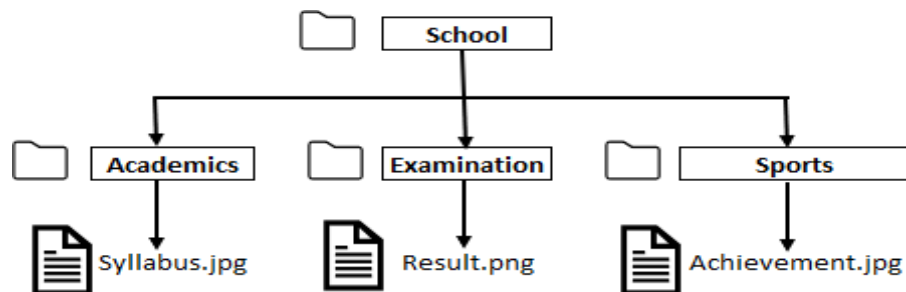 School
Academics Examination Sports
Syllabus.jpg Result.png Achievement.jpg